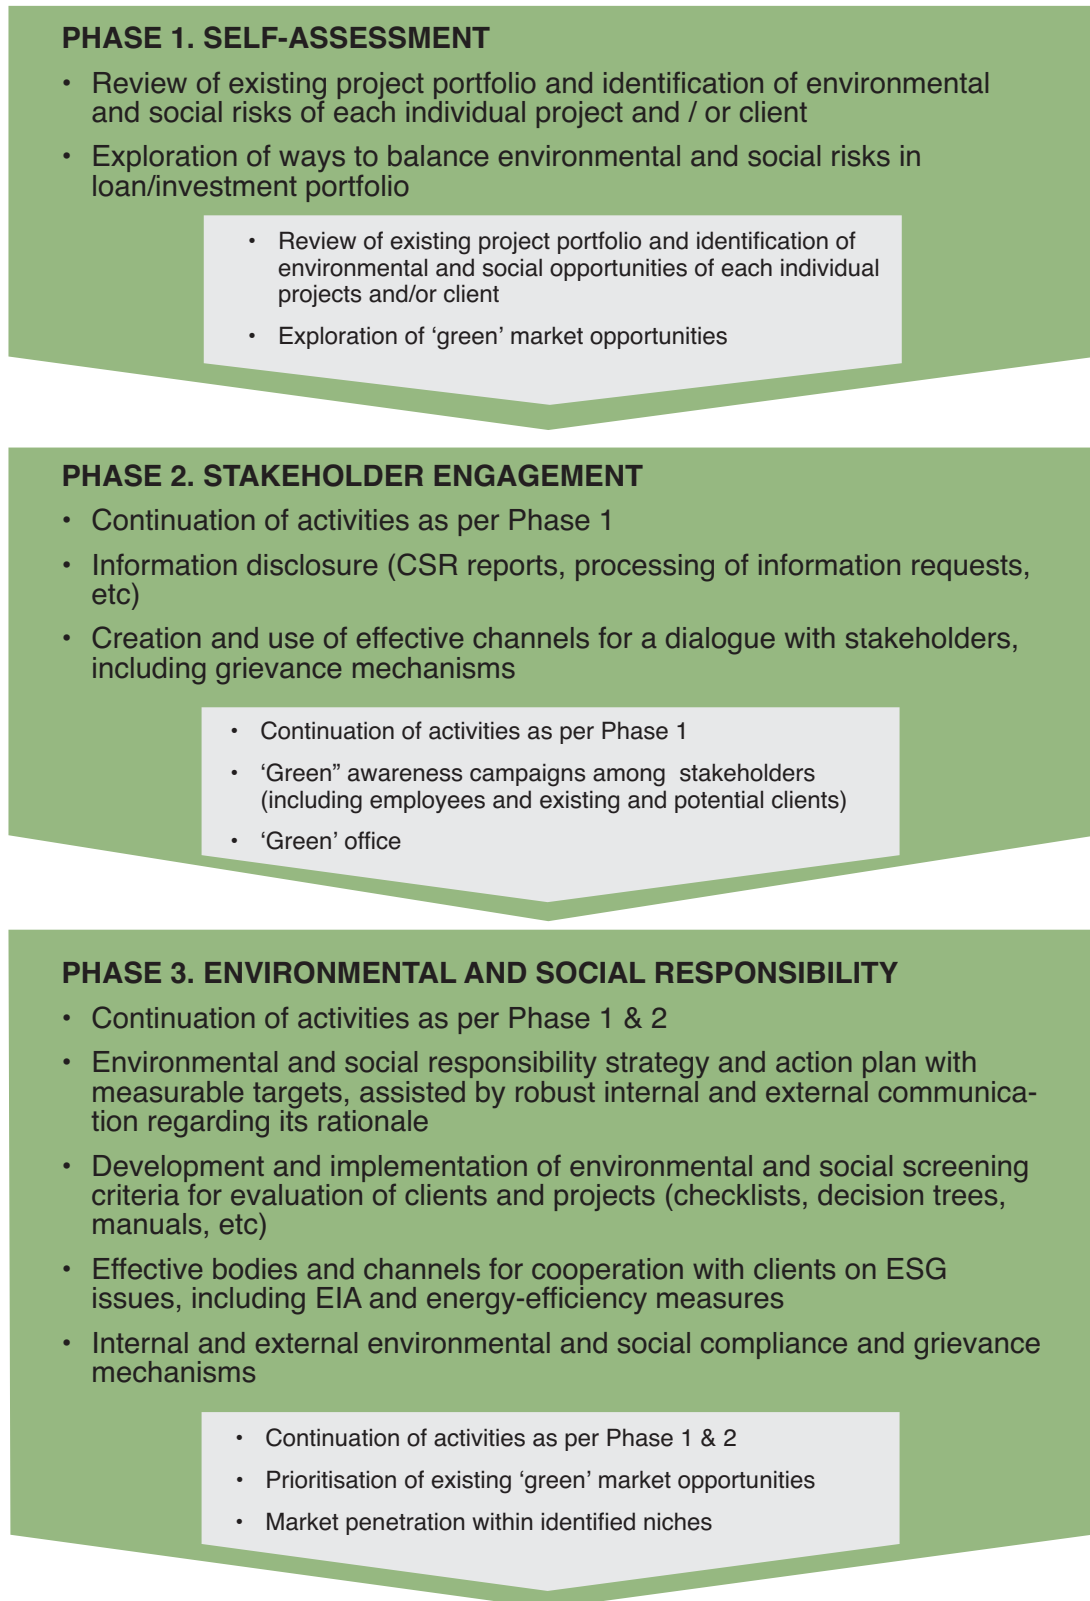 PHASE 1. SELF-ASSESSMENT
• Review of existing project portfolio and identification of environmental
and social risks of each individual project and / or client
• Exploration of ways to balance environmental and social risks in
loan/investment portfolio
• Review of existing project portfolio and identification of
environmental and social opportunities of each individual
projects and/or client
• Exploration of ‘green’ market opportunities
PHASE 2. STAKEHOLDER ENGAGEMENT
• Continuation of activities as per Phase 1
• Information disclosure (CSR reports, processing of information requests,
etc)
• Creation and use of effective channels for a dialogue with stakeholders,
including grievance mechanisms
• Continuation of activities as per Phase 1
• ‘Green” awareness campaigns among stakeholders
(including employees and existing and potential clients)
• ‘Green’ office
PHASE 3. ENVIRONMENTAL AND SOCIAL RESPONSIBILITY
• Continuation of activities as per Phase 1 & 2
• Environmental and social responsibility strategy and action plan with
measurable targets, assisted by robust internal and external communica-
tion regarding its rationale
• Development and implementation of environmental and social screening
criteria for evaluation of clients and projects (checklists, decision trees,
manuals, etc)
• Effective bodies and channels for cooperation with clients on ESG
issues, including EIA and energy-efficiency measures
• Internal and external environmental and social compliance and grievance
mechanisms
• Continuation of activities as per Phase 1 & 2
• Prioritisation of existing ‘green’ market opportunities
• Market penetration within identified niches